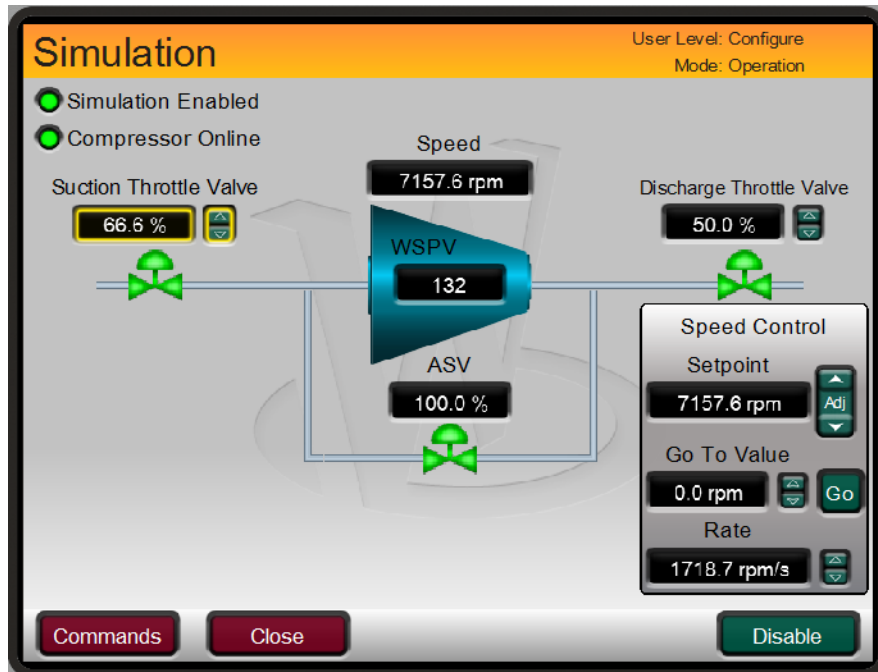 Simulation
User Level: Configure
Mode: Operation
Simulation Enabled
Compressor Online
Speed
7157.6 rpm
Suction Throttle Valve
66.6 %
Discharge Throttle Valve
50.0 %
WSPV
132
ASV
100.0 %
Speed Control
Setpoint
7157.6 rpm
Adj
Go To Value
0.0 rpm
Go
Rate
1718.7 rpm/s
Commands
Close
Disable